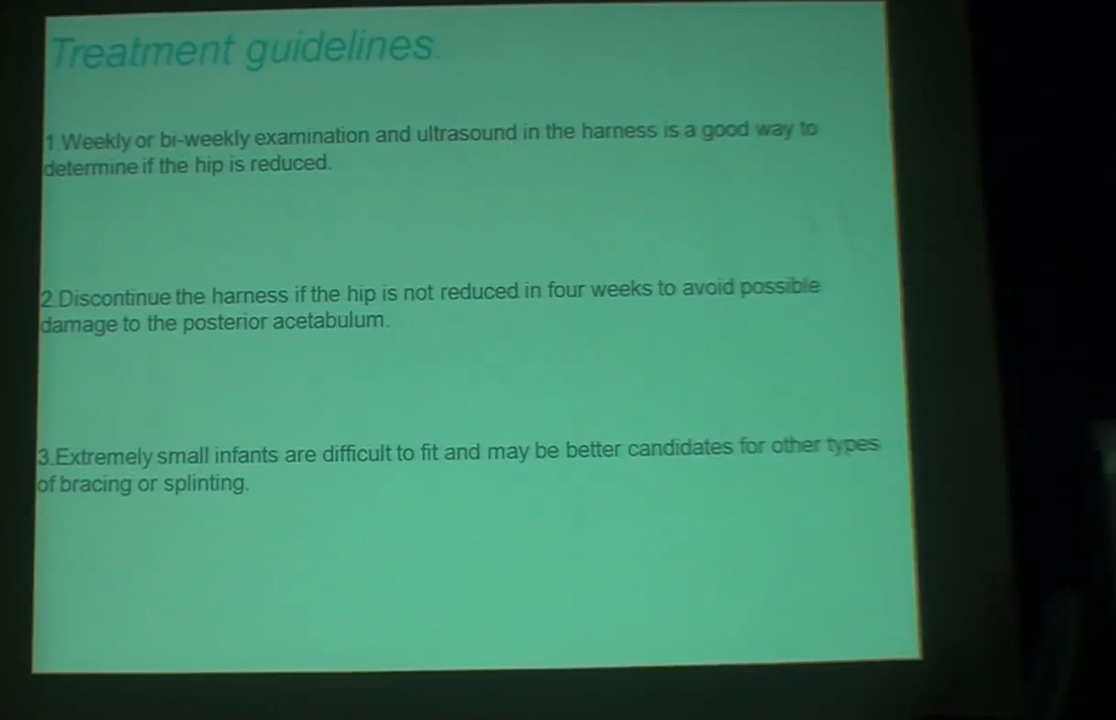 Treatment guidelines.
1.Weekly or bi-weekly examination and ultrasound in the harness is a good way to
determine if the hip is reduced.
2.Discontinue the harness if the hip is not reduced in four weeks to avoid possible
damage to the posterior acetabulum.
3.Extremely small infants are difficult to fit and may be better candidates for other types
of bracing or splinting.